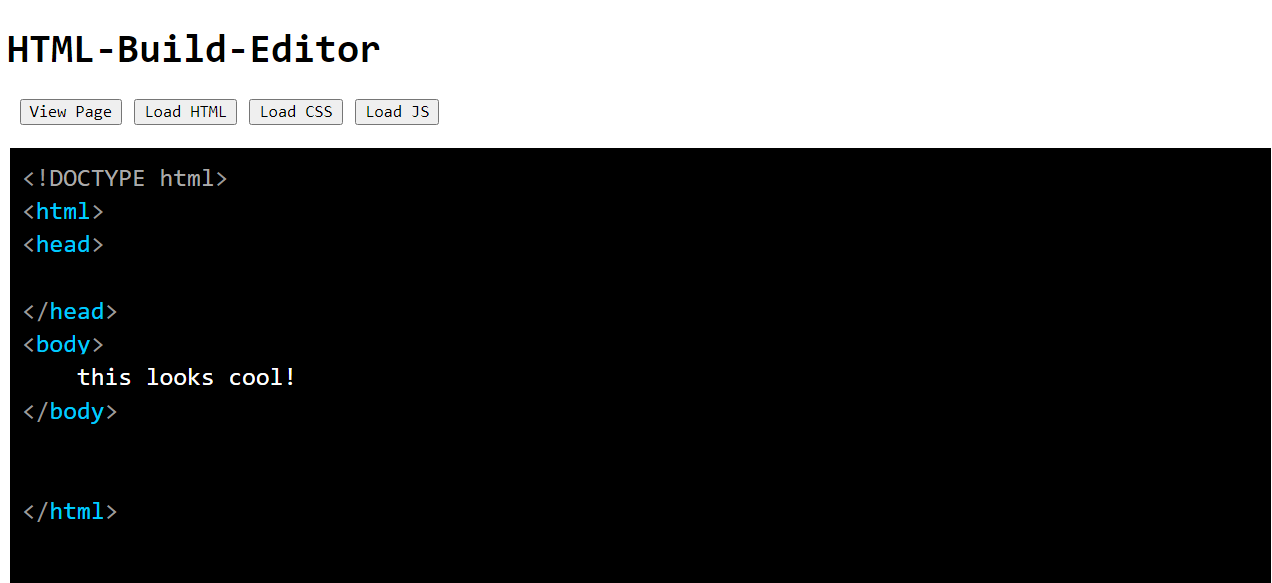 HTML-Build-Editor
View Page Load HTML Load CSS Load JS
<!DOCTYPE html>
<html>
<head>
</head>
<body>
this looks cool!
</body>
</html>